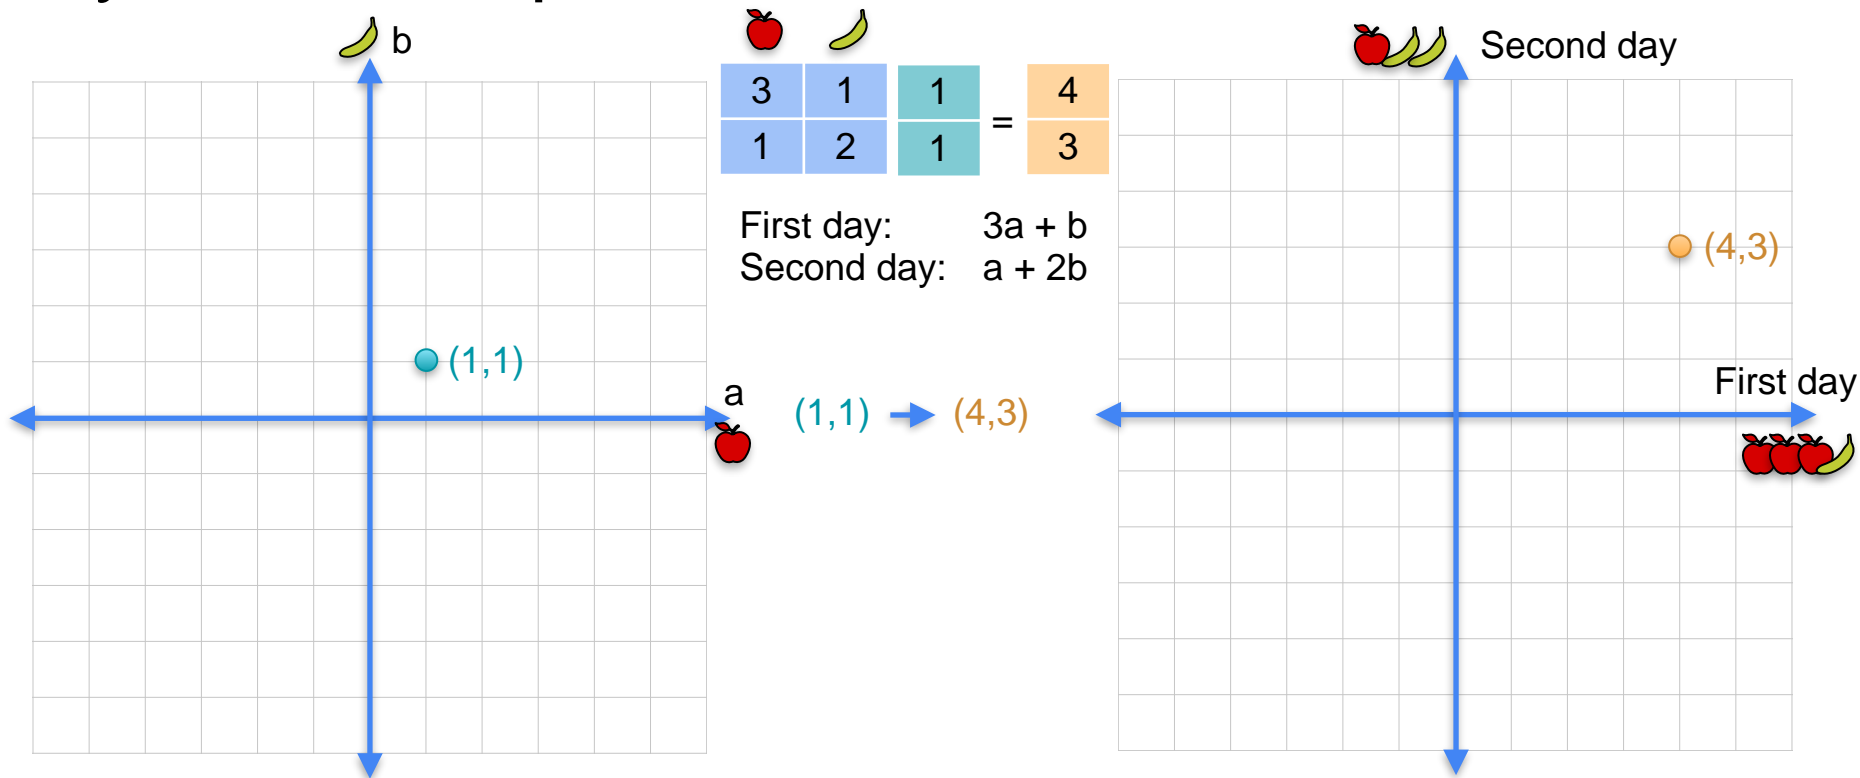 b
3 1 1 = 4
1 2 1 3
First day: 3a + b
Second day: a + 2b
(1,1)
a
(1,1) (4,3)
Second day
(4,3)
First day